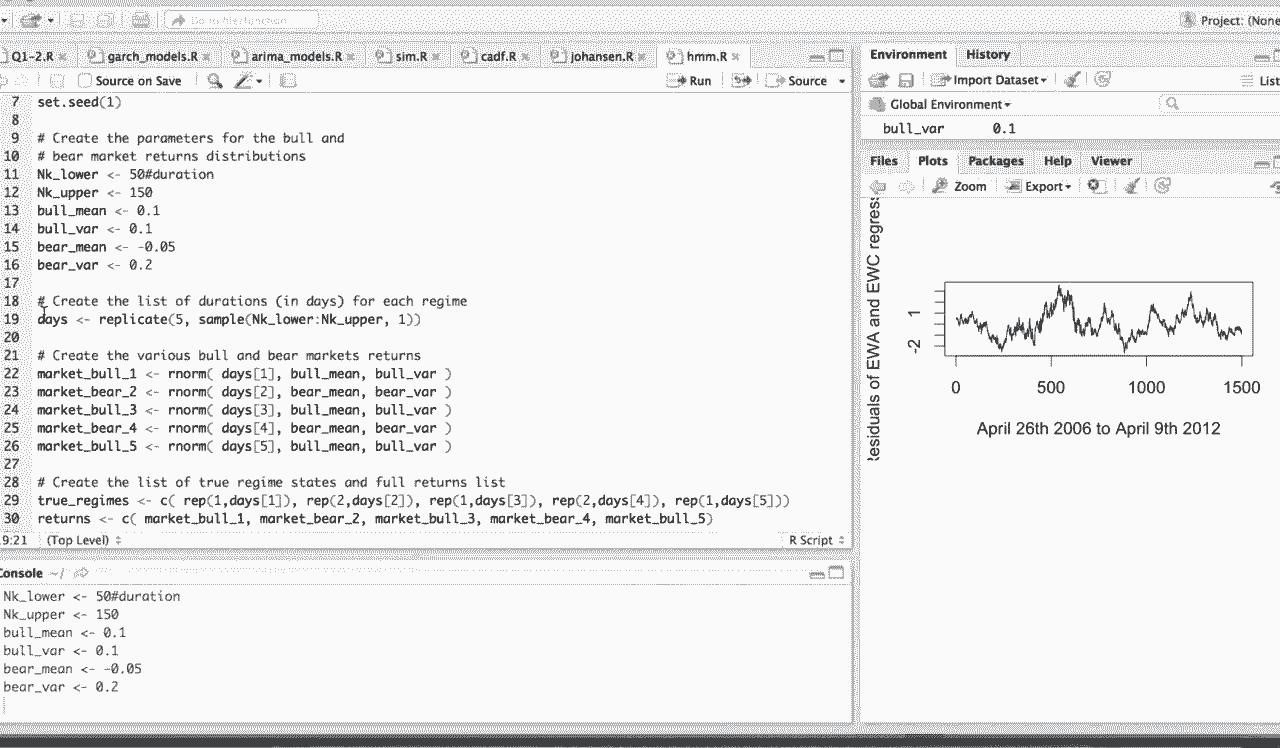 Go to file/function
Project: (None
Q1-2.R garch_models.R arima_models.R sim.R cadf.R johansen.R hmm.R
Source on Save Run Source
7 set.seed(1)
8
9 # Create the parameters for the bull and
10 # bear market returns distributions
11 Nk_lower <- 50#duration
12 Nk_upper <- 150
13 bull_mean <- 0.1
14 bull_var <- 0.1
15 bear_mean <- -0.05
16 bear_var <- 0.2
17
18 # Create the list of durations (in days) for each regime
19 days <- replicate(5, sample(Nk_lower:Nk_upper, 1))
20
21 # Create the various bull and bear markets returns
22 market_bull_1 <- rnorm( days[1], bull_mean, bull_var )
23 market_bear_2 <- rnorm( days[2], bear_mean, bear_var )
24 market_bull_3 <- rnorm( days[3], bull_mean, bull_var )
25 market_bear_4 <- rnorm( days[4], bear_mean, bear_var )
26 market_bull_5 <- rnorm( days[5], bull_mean, bull_var )
27
28 # Create the list of true regime states and full returns list
29 true_regimes <- c( rep(1,days[1]), rep(2,days[2]), rep(1,days[3]), rep(2,days[4]), rep(1,days[5]))
30 returns <- c( market_bull_1, market_bear_2, market_bull_3, market_bear_4, market_bull_5)
9:21 (Top Level) R Script
Console ~/
Nk_lower <- 50#duration
Nk_upper <- 150
bull_mean <- 0.1
bull_var <- 0.1
bear_mean <- -0.05
bear_var <- 0.2
Environment History
Import Dataset List
Global Environment
bull_var 0.1
Files Plots Packages Help Viewer
Zoom Export
esiduals of EWA and EWC regress
1
-2
0 500 1000 1500
April 26th 2006 to April 9th 2012